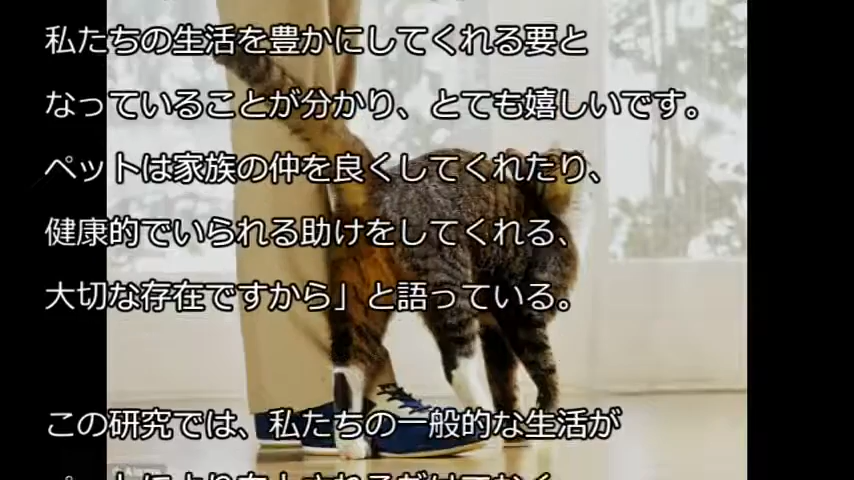 私たちの生活を豊かにしてくれる要と
なっていることが分かり、とても嬉しいです。
ペットは家族の仲を良くしてくれたり、
健康的でいられる助けをしてくれる、
大切な存在ですから」と語っている。
この研究では、私たちの一般的な生活が